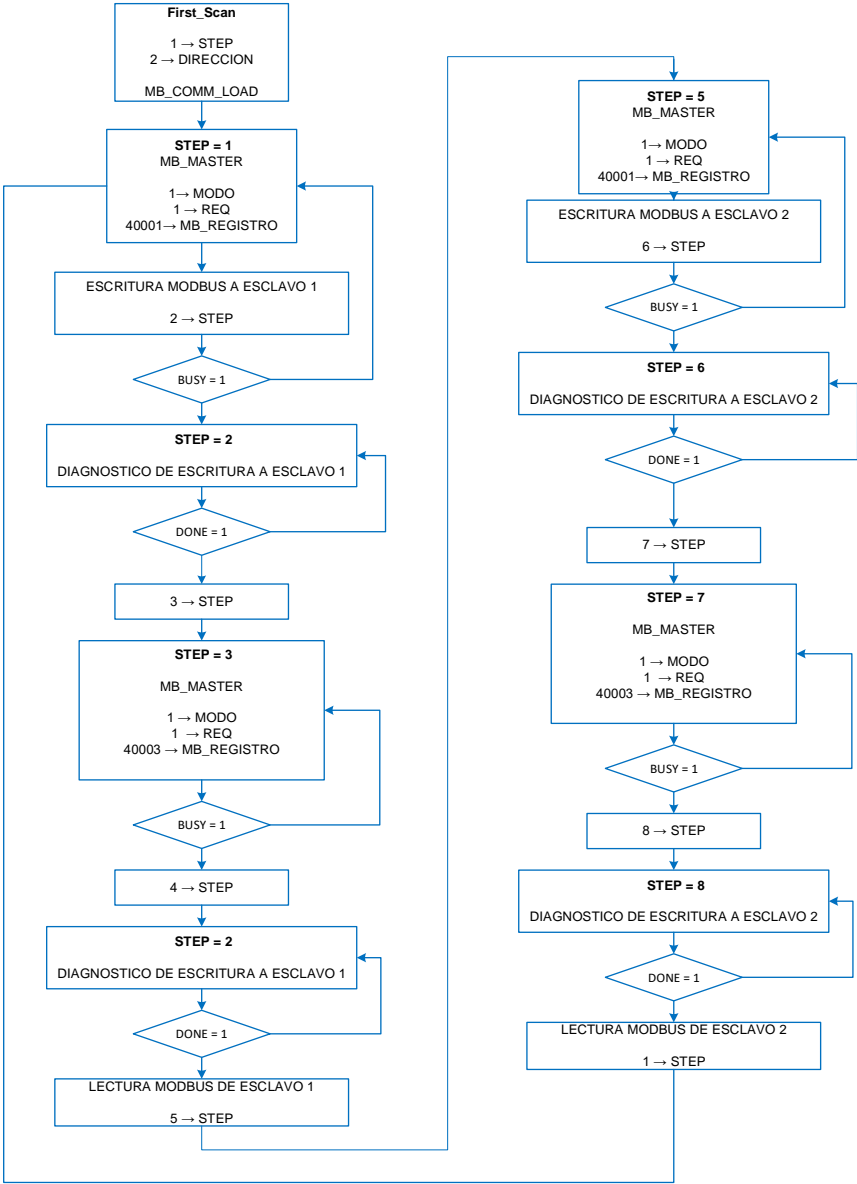 First_Scan
1 → STEP
2 → DIRECCION
MB_COMM_LOAD
STEP = 1
MB_MASTER
1→ MODO
1 → REQ
40001→ MB_REGISTRO
ESCRITURA MODBUS A ESCLAVO 1
2 → STEP
BUSY = 1
STEP = 2
DIAGNOSTICO DE ESCRITURA A ESCLAVO 1
DONE = 1
3 → STEP
STEP = 3
MB_MASTER
1 → MODO
1 → REQ
40003 → MB_REGISTRO
BUSY = 1
4 → STEP
STEP = 2
DIAGNOSTICO DE ESCRITURA A ESCLAVO 1
DONE = 1
LECTURA MODBUS DE ESCLAVO 1
5 → STEP
STEP = 5
MB_MASTER
1→ MODO
1 → REQ
40001→ MB_REGISTRO
ESCRITURA MODBUS A ESCLAVO 2
6 → STEP
BUSY = 1
STEP = 6
DIAGNOSTICO DE ESCRITURA A ESCLAVO 2
DONE = 1
7 → STEP
STEP = 7
MB_MASTER
1 → MODO
1 → REQ
40003 → MB_REGISTRO
BUSY = 1
8 → STEP
STEP = 8
DIAGNOSTICO DE ESCRITURA A ESCLAVO 2
DONE = 1
LECTURA MODBUS DE ESCLAVO 2
1 → STEP